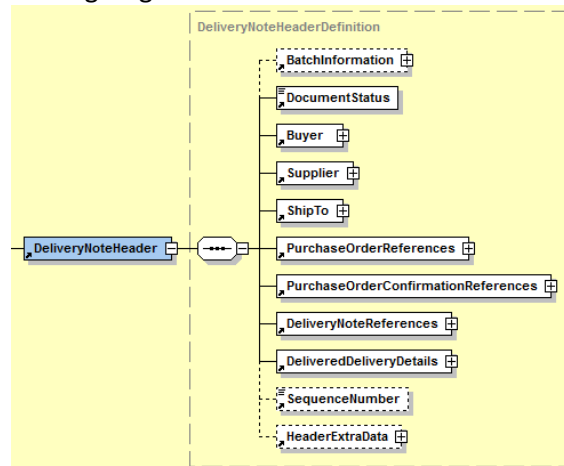 DeliveryNoteHeaderDefinition
BatchInformation
DocumentStatus
Buyer
Supplier
ShipTo
DeliveryNoteHeader
PurchaseOrderReferences
PurchaseOrderConfirmationReferences
DeliveryNoteReferences
DeliveredDeliveryDetails
SequenceNumber
HeaderExtraData